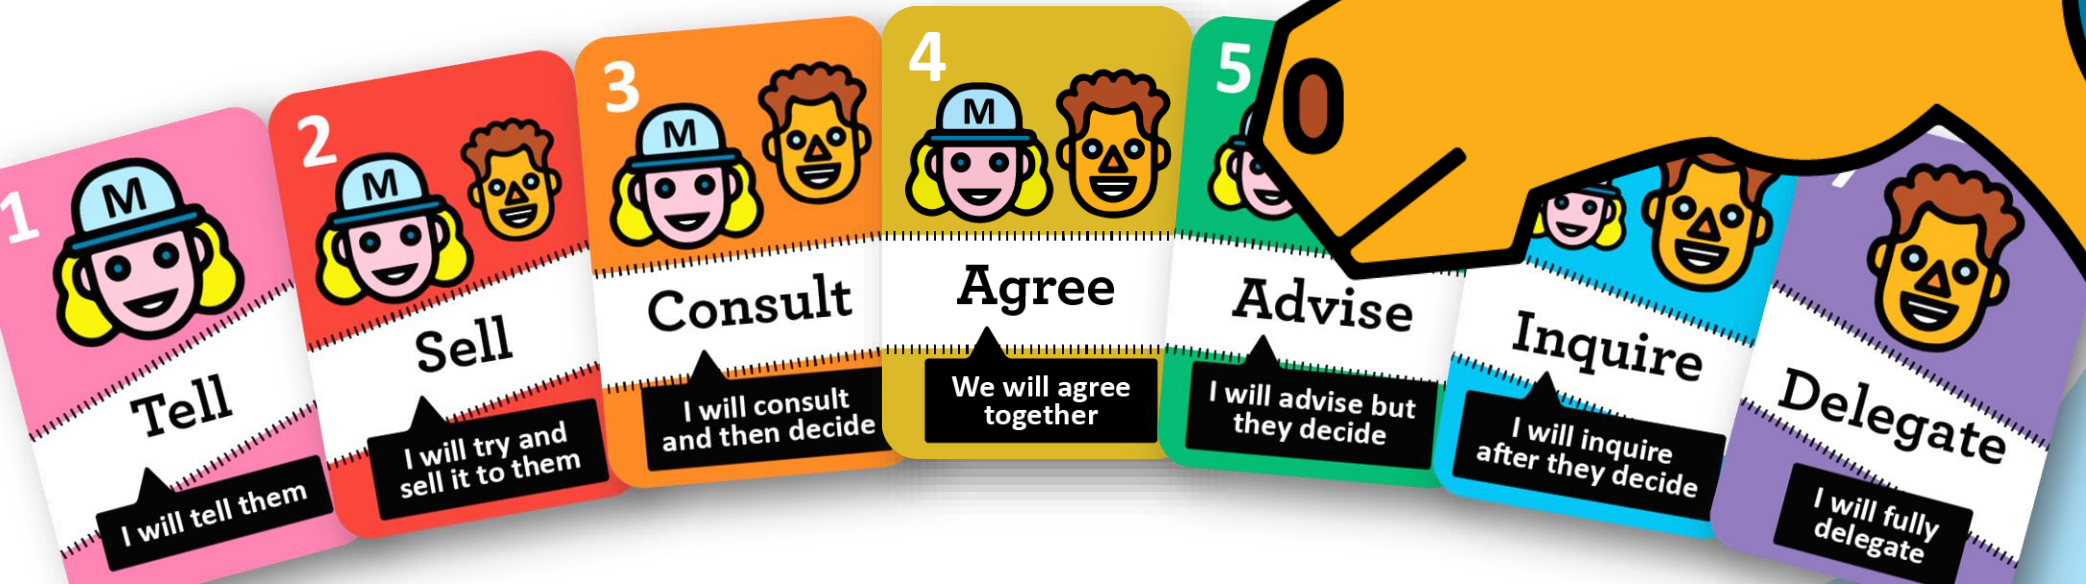 1
M
Tell
I will tell them
2
M
Sell
I will try and
sell it to them
3
M
Consult
I will consult
and then decide
4
M
Agree
We will agree
together
5
Advise
I will advise but
they decide
Inquire
I will inquire
after they decide
Delegate
I will fully
delegate